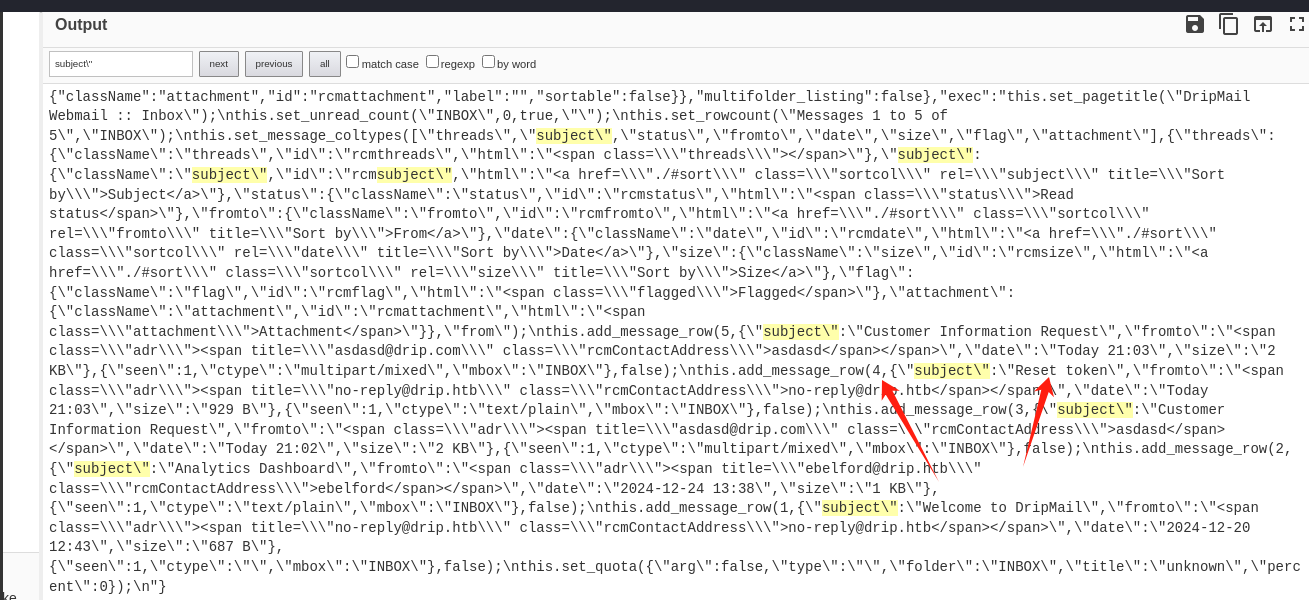 Output
subject\"
next
previous
all
match case
regexp
by word
{"className":"attachment","id":"rcmattachment","label":"","sortable":false}},"multifolder_listing":false},"exec":"this.set_pagetitle(\"DripMail
Webmail :: Inbox\");\nthis.set_unread_count(\"INBOX\",0,true,\"\");\nthis.set_rowcount(\"Messages 1 to 5 of
5\",\"INBOX\");\nthis.set_message_coltypes([\"threads\",\"subject\",\"status\",\"fromto\",\"date\",\"size\",\"flag\",\"attachment\"],{\"threads\":
{\"className\":\"threads\",\"id\":\"rcmthreads\",\"html\":\"<span class=\\\"threads\\\"></span>\"},\"subject\":
{\"className\":\"subject\",\"id\":\"rcmsubject\",\"html\":\"<a href=\\\"./#sort\\\" class=\\\"sortcol\\\" rel=\\\"subject\\\" title=\\\"Sort
by\\\">Subject</a>\"},\"status\":{\"className\":\"status\",\"id\":\"rcmstatus\",\"html\":\"<span class=\\\"status\\\">Read
status</span>\"},\"fromto\":{\"className\":\"fromto\",\"id\":\"rcmfromto\",\"html\":\"<a href=\\\"./#sort\\\" class=\\\"sortcol\\\"
rel=\\\"fromto\\\" title=\\\"Sort by\\\">From</a>\"},\"date\":{\"className\":\"date\",\"id\":\"rcmdate\",\"html\":\"<a href=\\\"./#sort\\\"
class=\\\"sortcol\\\" rel=\\\"date\\\" title=\\\"Sort by\\\">Date</a>\"},\"size\":{\"className\":\"size\",\"id\":\"rcmsize\",\"html\":\"<a
href=\\\"./#sort\\\" class=\\\"sortcol\\\" rel=\\\"size\\\" title=\\\"Sort by\\\">Size</a>\"},\"flag\":
{\"className\":\"flag\",\"id\":\"rcmflag\",\"html\":\"<span class=\\\"flagged\\\">Flagged</span>\"},\"attachment\":
{\"className\":\"attachment\",\"id\":\"rcmattachment\",\"html\":\"<span
class=\\\"attachment\\\">Attachment</span>\"}},\"from\");\nthis.add_message_row(5,{\"subject\":\"Customer Information Request\",\"fromto\":\"<span
class=\\\"adr\\\"><span title=\\\"asdasd@drip.com\\\" class=\\\"rcmContactAddress\\\">asdasd</span></span>\",\"date\":\"Today 21:03\",\"size\":\"2
KB\"},{\"seen\":1,\"ctype\":\"multipart/mixed\",\"mbox\":\"INBOX\"},false);\nthis.add_message_row(4,{\"subject\":\"Reset token\",\"fromto\":\"<span
class=\\\"adr\\\"><span title=\\\"no-reply@drip.htb\\\" class=\\\"rcmContactAddress\\\">no-reply@drip.htb</span></span>\",\"date\":\"Today
21:03\",\"size\":\"929 B\"},{\"seen\":1,\"ctype\":\"text/plain\",\"mbox\":\"INBOX\"},false);\nthis.add_message_row(3,{\"subject\":\"Customer
Information Request\",\"fromto\":\"<span class=\\\"adr\\\"><span title=\\\"asdasd@drip.com\\\" class=\\\"rcmContactAddress\\\">asdasd</span>
</span>\",\"date\":\"Today 21:02\",\"size\":\"2 KB\"},{\"seen\":1,\"ctype\":\"multipart/mixed\",\"mbox\":\"INBOX\"},false);\nthis.add_message_row(2,
{\"subject\":\"Analytics Dashboard\",\"fromto\":\"<span class=\\\"adr\\\"><span title=\\\"ebelford@drip.htb\\\"
class=\\\"rcmContactAddress\\\">ebelford</span></span>\",\"date\":\"2024-12-24 13:38\",\"size\":\"1 KB\"},
{\"seen\":1,\"ctype\":\"text/plain\",\"mbox\":\"INBOX\"},false);\nthis.add_message_row(1,{\"subject\":\"Welcome to DripMail\",\"fromto\":\"<span
class=\\\"adr\\\"><span title=\\\"no-reply@drip.htb\\\" class=\\\"rcmContactAddress\\\">no-reply@drip.htb</span></span>\",\"date\":\"2024-12-20
12:43\",\"size\":\"687 B\"},
{\"seen\":1,\"ctype\":\"\",\"mbox\":\"INBOX\"},false);\nthis.set_quota({\"arg\":false,\"type\":\"\",\"folder\":\"INBOX\",\"title\":\"unknown\",\"perc
ent\":0});\n"}
ke